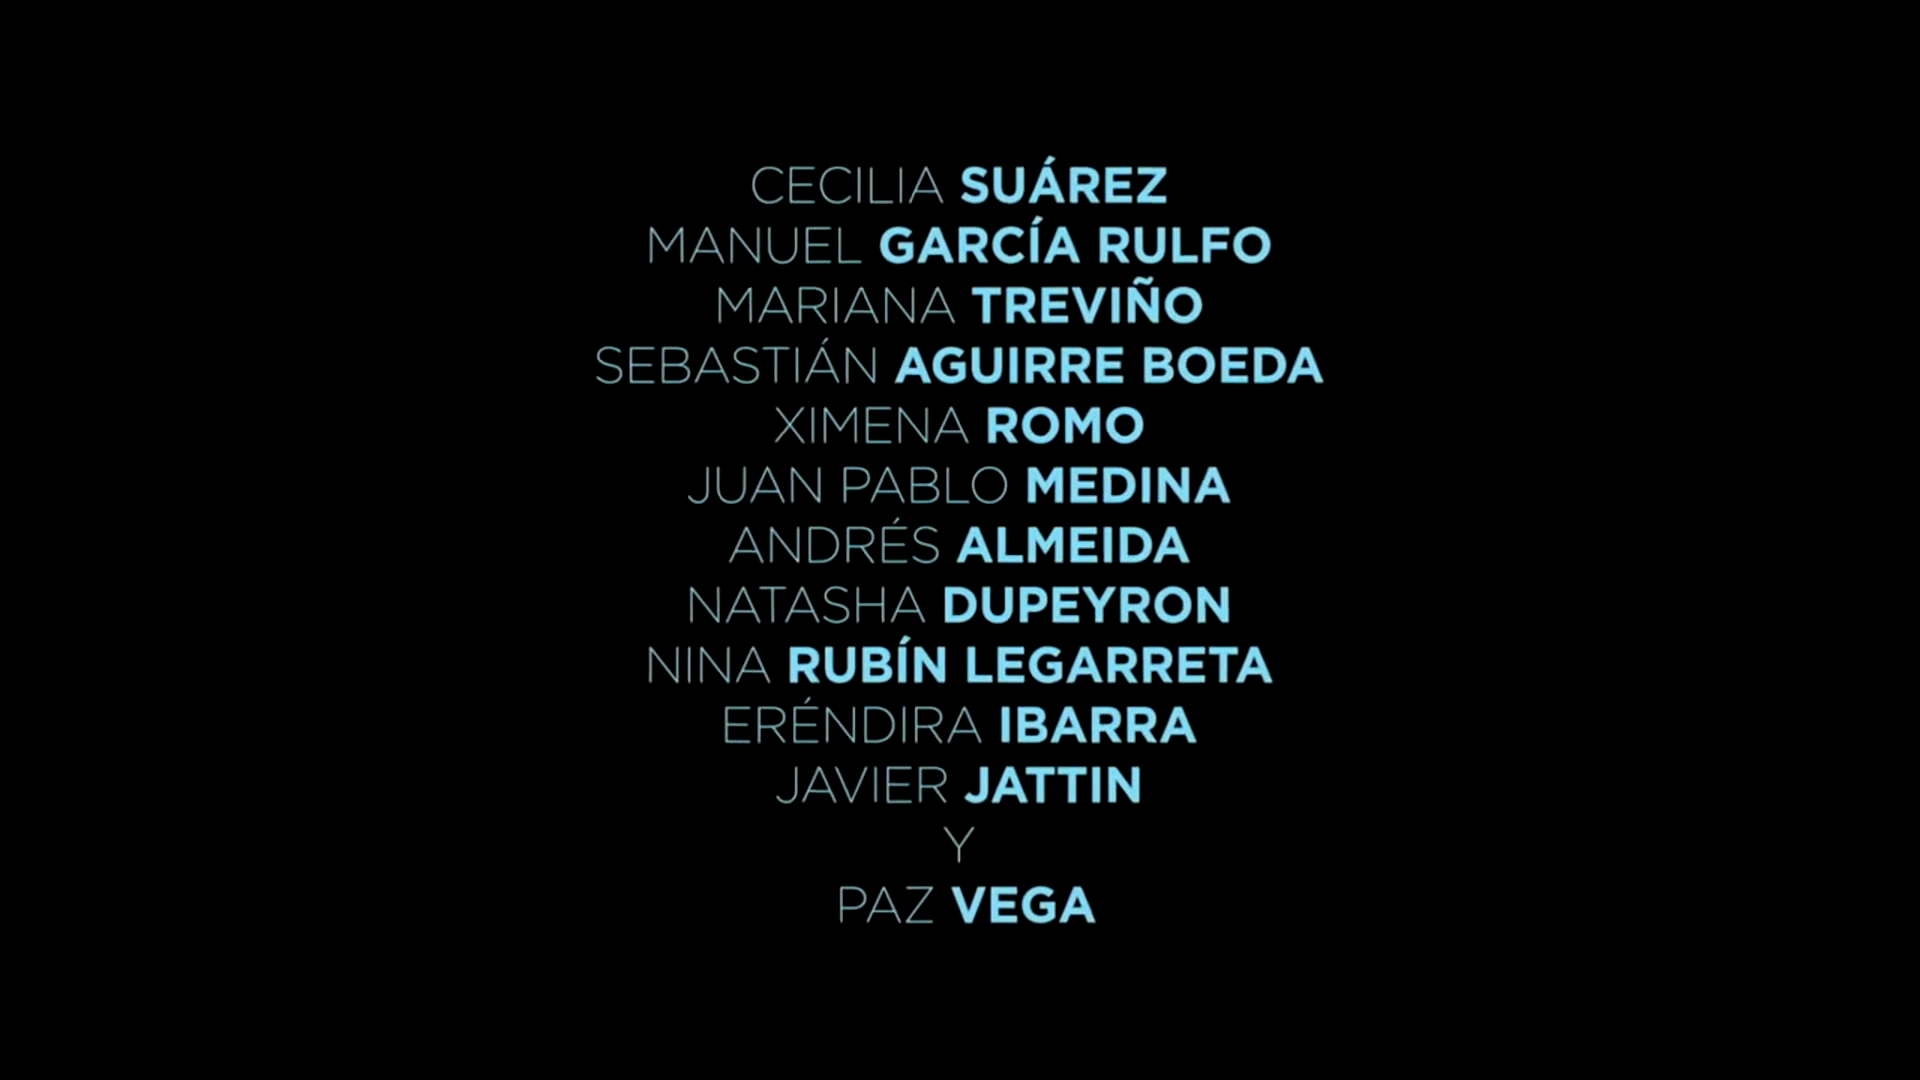 CECILIA SUÁREZ
MANUEL GARCÍA RULFO
MARIANA TREVIÑO
SEBASTIÁN AGUIRRE BOEDA
XIMENA ROMO
JUAN PABLO MEDINA
ANDRÉS ALMEIDA
NATASHA DUPEYRON
NINA RUBÍN LEGARRETA
ERÉNDIRA IBARRA
JAVIER JATTIN
Y
PAZ VEGA